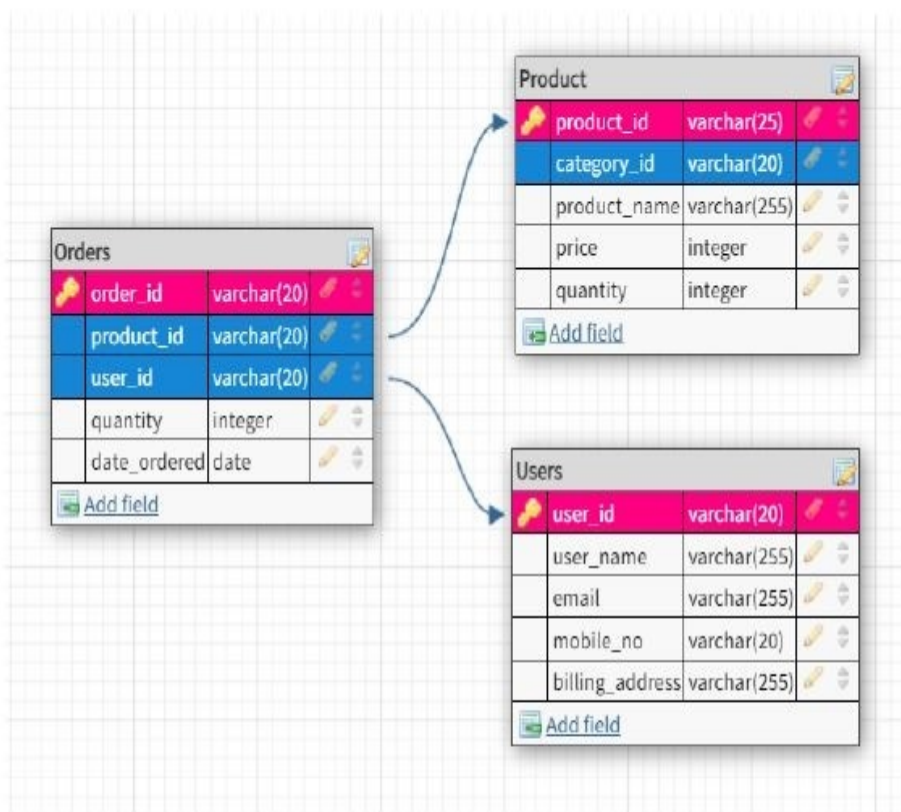 Product
product_id varchar(25)
category_id varchar(20)
product_name varchar(255)
price integer
quantity integer
Add field
Orders
order_id varchar(20)
product_id varchar(20)
user_id varchar(20)
quantity integer
date_ordered date
Add field
Users
user_id varchar(20)
user_name varchar(255)
email varchar(255)
mobile_no varchar(20)
billing_address varchar(255)
Add field